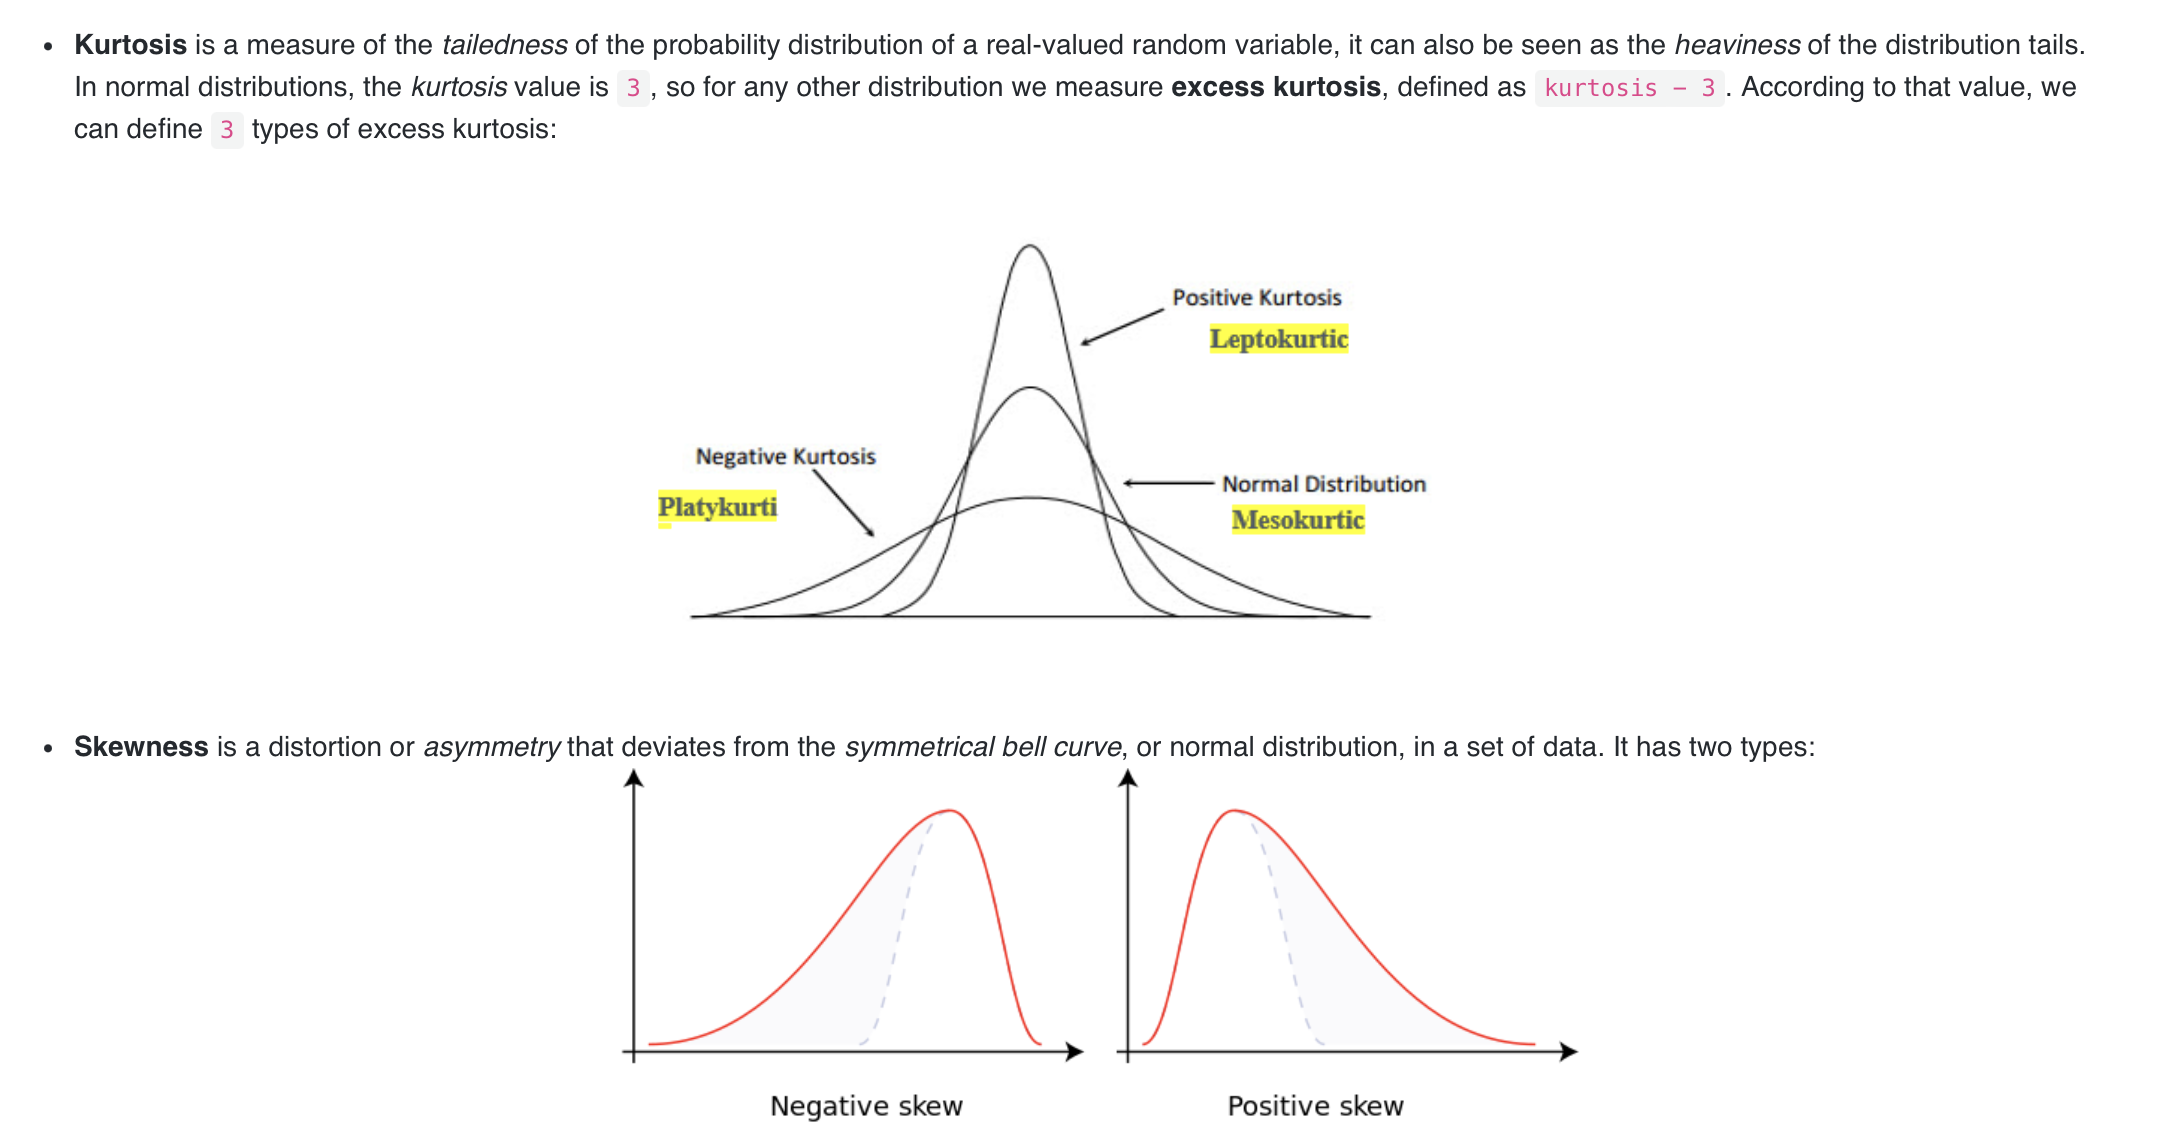 • Kurtosis is a measure of the tailedness of the probability distribution of a real-valued random variable, it can also be seen as the heaviness of the distribution tails.
In normal distributions, the kurtosis value is 3 , so for any other distribution we measure excess kurtosis, defined as kurtosis − 3 . According to that value, we
can define 3 types of excess kurtosis:
Positive Kurtosis
Leptokurtic
Negative Kurtosis
Platykurti
Normal Distribution
Mesokurtic
• Skewness is a distortion or asymmetry that deviates from the symmetrical bell curve, or normal distribution, in a set of data. It has two types:
Negative skew
Positive skew